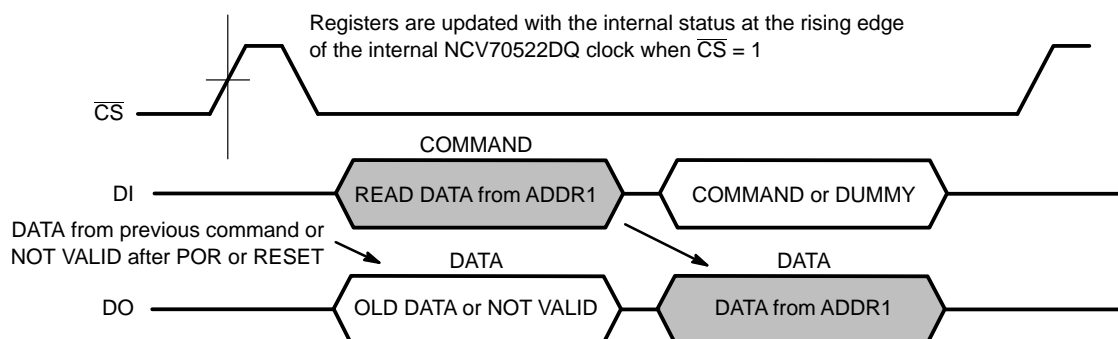 Registers are updated with the internal status at the rising edge
of the internal NCV70522DQ clock when C̅S̅ = 1
C̅S̅
COMMAND
DI
READ DATA from ADDR1
COMMAND or DUMMY
DATA from previous command or
NOT VALID after POR or RESET
DATA
DATA
DO
OLD DATA or NOT VALID
DATA from ADDR1